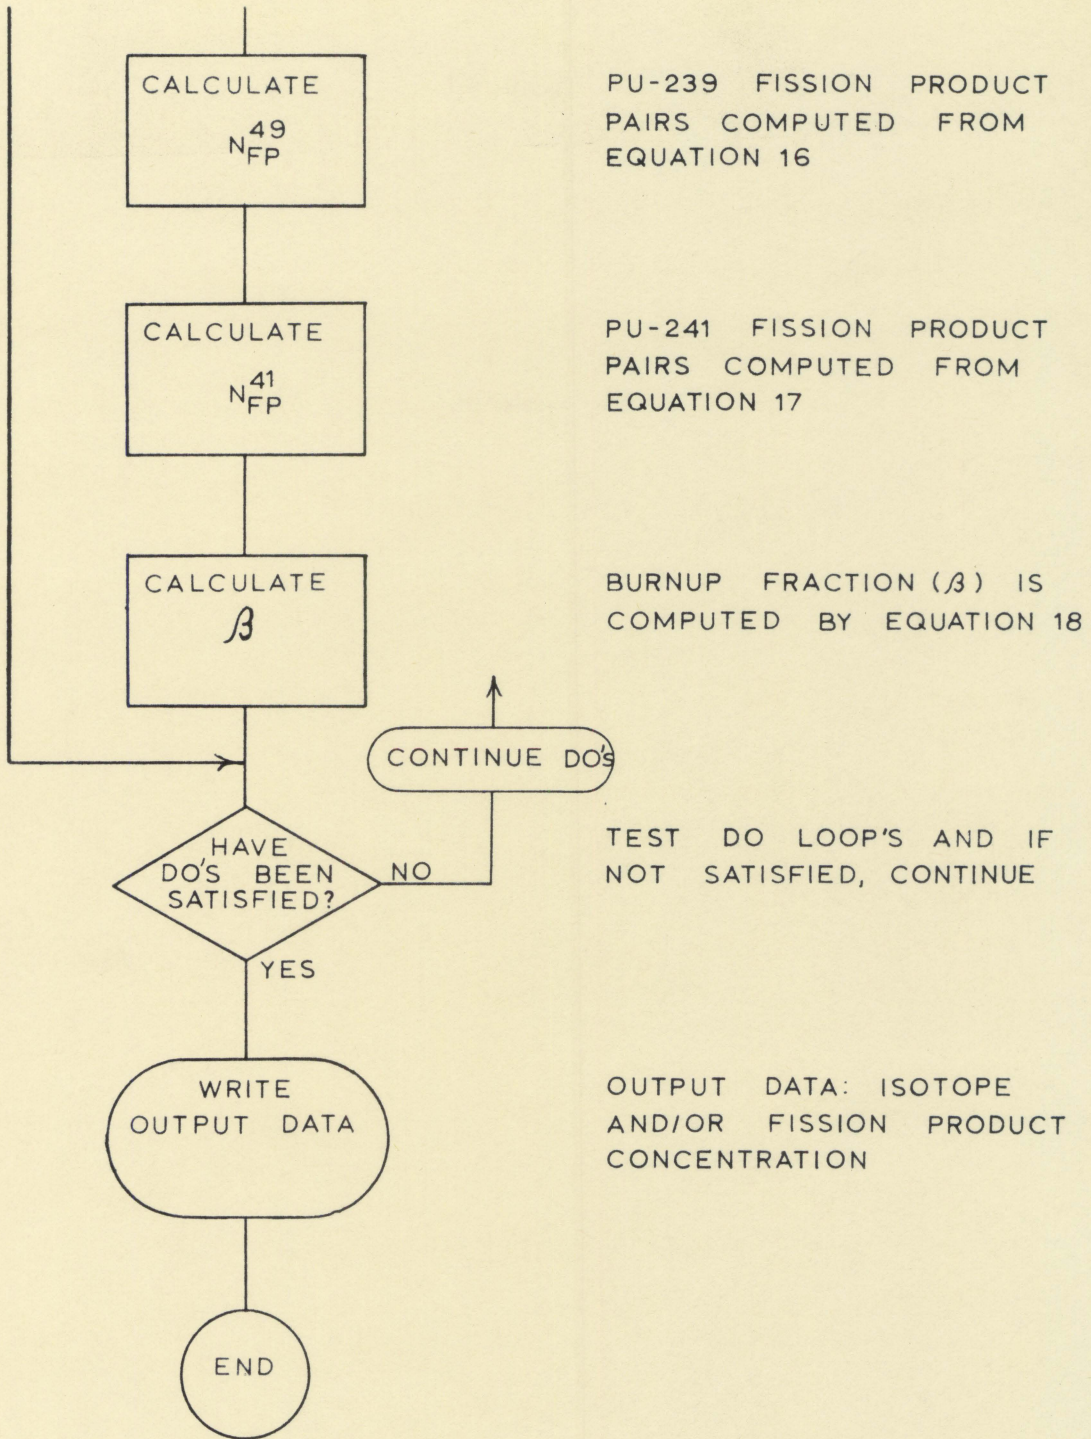 CALCULATE
N49FP
PU-239 FISSION PRODUCT
PAIRS COMPUTED FROM
EQUATION 16
CALCULATE
N41FP
PU-241 FISSION PRODUCT
PAIRS COMPUTED FROM
EQUATION 17
CALCULATE
β
BURNUP FRACTION (β) IS
COMPUTED BY EQUATION 18
CONTINUE DO's
HAVE
DO'S BEEN
SATISFIED?
NO
TEST DO LOOP'S AND IF
NOT SATISFIED, CONTINUE
YES
WRITE
OUTPUT DATA
OUTPUT DATA: ISOTOPE
AND/OR FISSION PRODUCT
CONCENTRATION
END